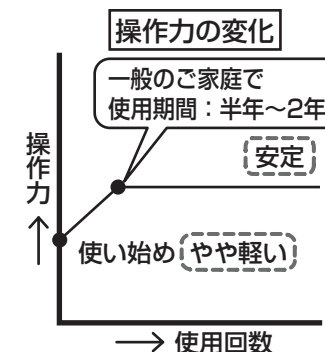 操作力の変化
一般のご家庭で
使用期間：半年～2年
安定
操作力
使い始め やや軽い
使用回数